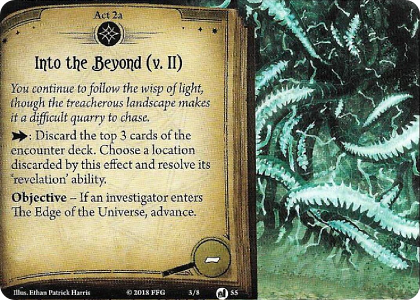 Act 2a
Into the Beyond (v. II)
You continue to follow the wisp of light,
though the treacherous landscape makes
it a difficult quarry to chase.
: Discard the top 3 cards of the
encounter deck. Choose a location
discarded by this effect and resolve its
‘revelation’ ability.
Objective – If an investigator enters
The Edge of the Universe, advance.
–
Illus. Ethan Patrick Harris
© 2018 FFG
3/8
55